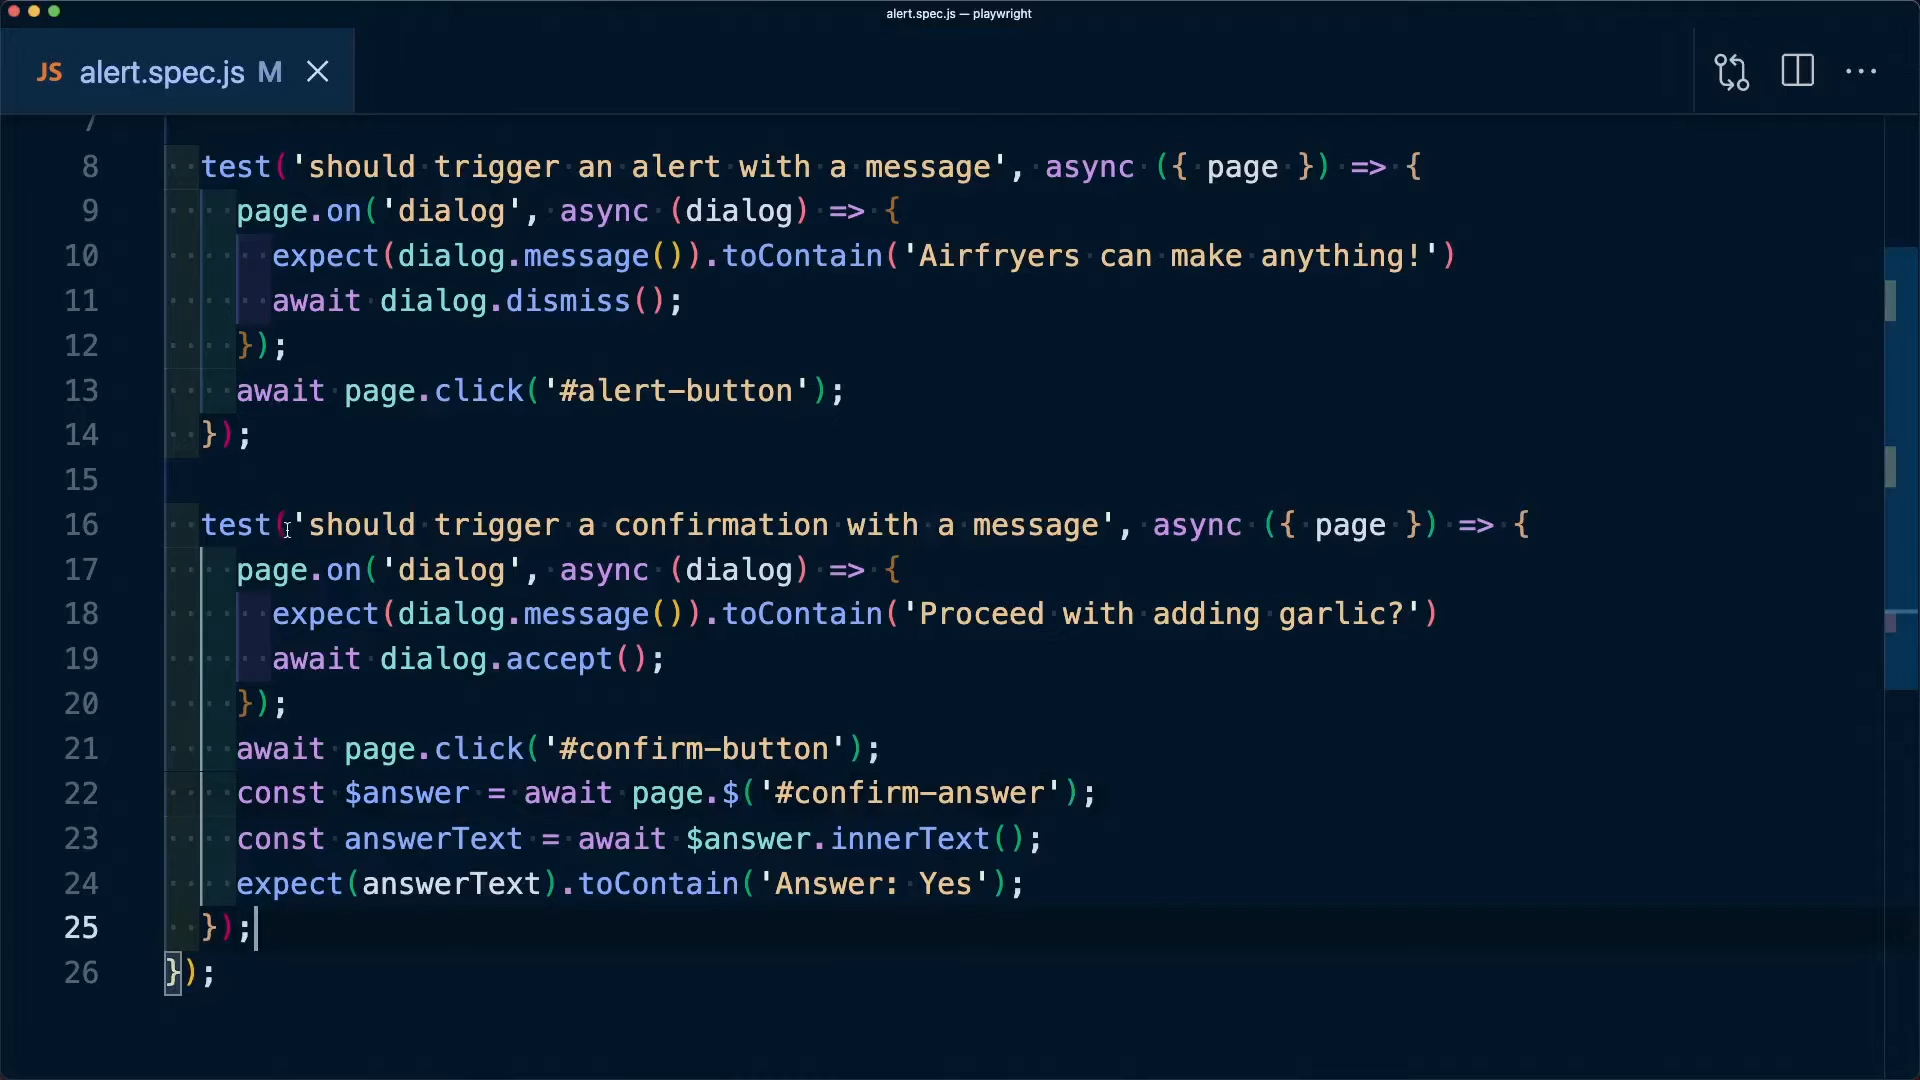 alert.spec.js — playwright
JS alert.spec.js M
7
8 test('should trigger an alert with a message', async ({ page }) => {
9 page.on('dialog', async (dialog) => {
10 expect(dialog.message()).toContain('Airfryers can make anything!')
11 await dialog.dismiss();
12 });
13 await page.click('#alert-button');
14 });
15
16 test('should trigger a confirmation with a message', async ({ page }) => {
17 page.on('dialog', async (dialog) => {
18 expect(dialog.message()).toContain('Proceed with adding garlic?')
19 await dialog.accept();
20 });
21 await page.click('#confirm-button');
22 const $answer = await page.$('#confirm-answer');
23 const answerText = await $answer.innerText();
24 expect(answerText).toContain('Answer: Yes');
25 });
26 });